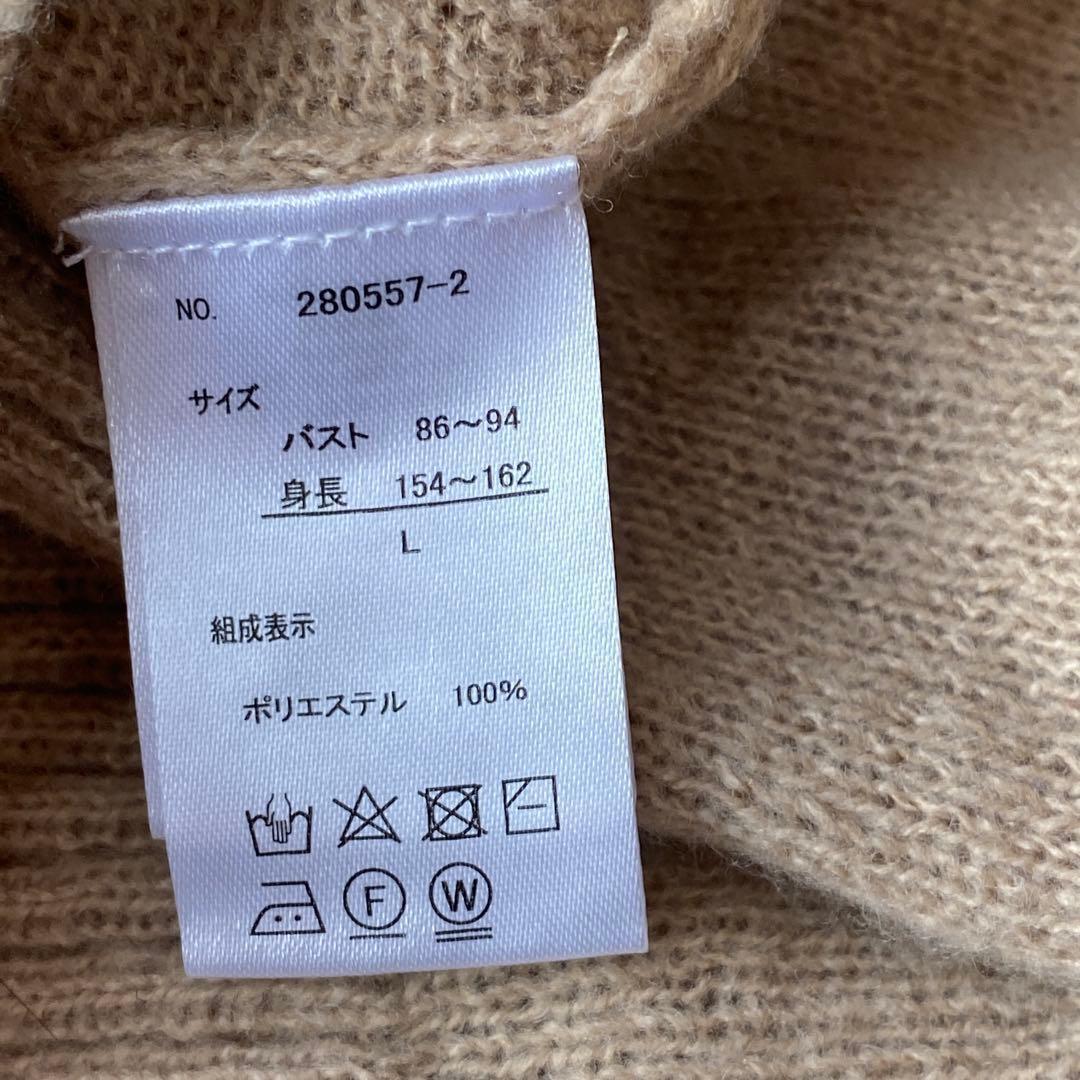 NO. 280557-2
サイズ
バスト 86～94
身長 154～162
L
組成表示
ポリエステル 100%
F W